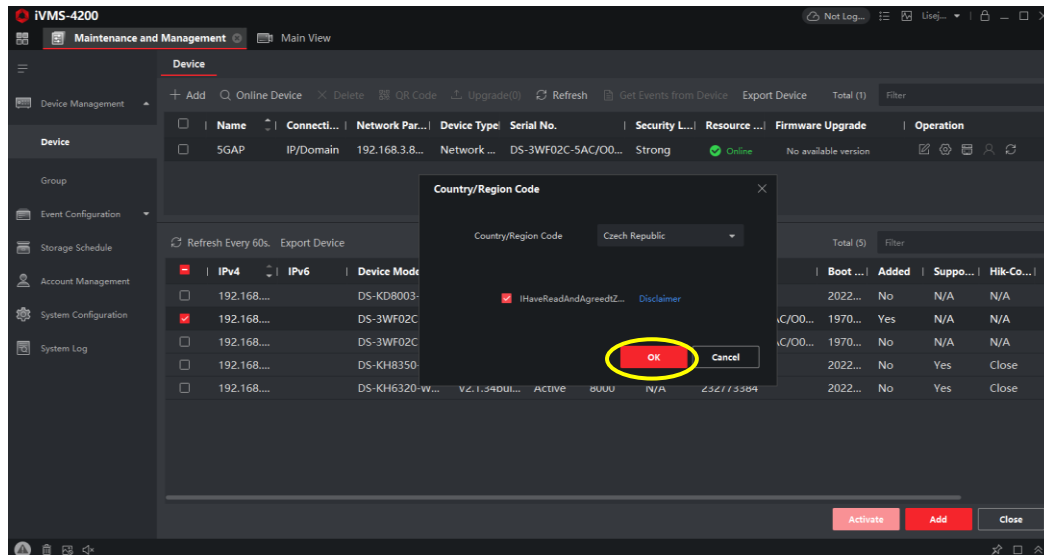 iVMS-4200
Not Log...
Lisej...
Maintenance and Management
Main View
Device
Add
Online Device
Delete
QR Code
Upgrade(0)
Refresh
Get Events from Device
Export Device
Total (1)
Filter
Device Management
Device
Group
Event Configuration
Storage Schedule
Account Management
System Configuration
System Log
Name | Connecti... | Network Par... | Device Type | Serial No. | Security L... | Resource ... | Firmware Upgrade | Operation
5GAP IP/Domain 192.168.3.8... Network ... DS-3WF02C-5AC/O0... Strong Online No available version
Country/Region Code
Country/Region Code Czech Republic
IHaveReadAndAgreedtZ... Disclaimer
OK Cancel
Refresh Every 60s. Export Device Total (5) Filter
IPv4 | IPv6 | Device Mode | Boot ... | Added | Suppo... | Hik-Co... |
192.168.... DS-KD8003- 2022... No N/A N/A
192.168.... DS-3WF02C AC/O0... 1970... Yes N/A N/A
192.168.... DS-3WF02C AC/O0... 1970... No N/A N/A
192.168.... DS-KH8350- 2022... No Yes Close
192.168.... DS-KH6320-W... V2.1.34bui... Active 8000 N/A 232773384 2022... No Yes Close
Activate Add Close